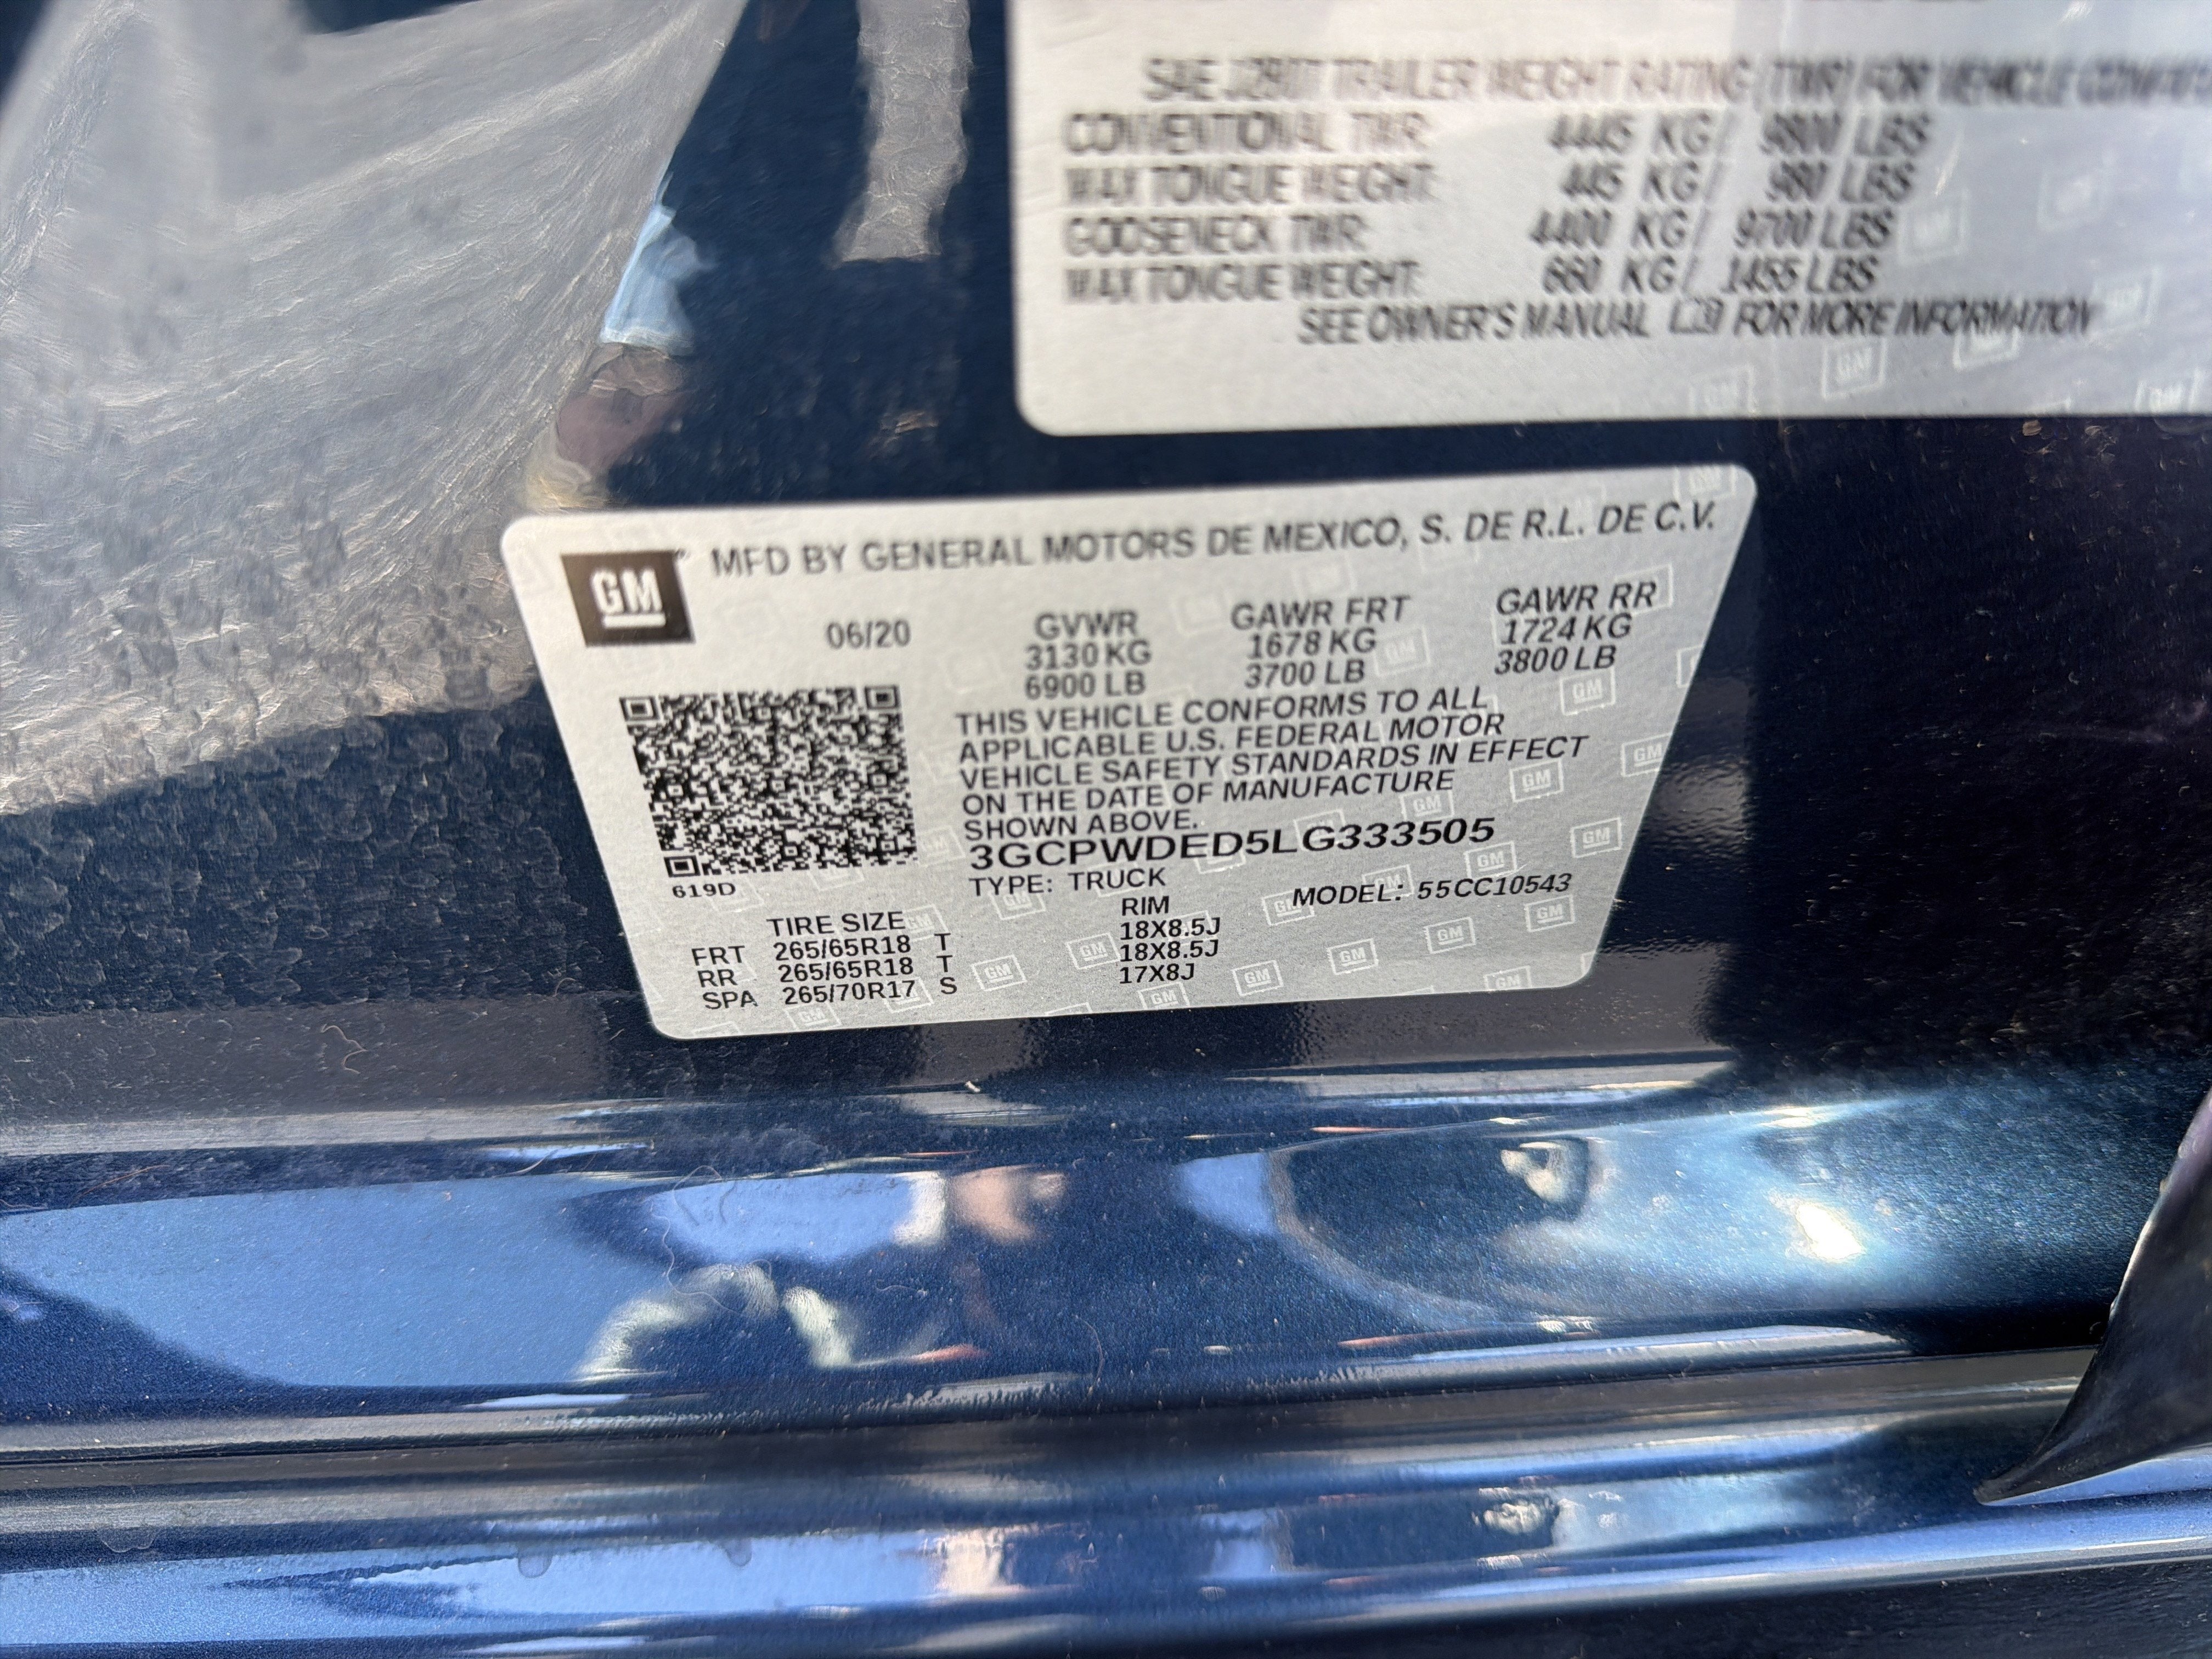 SAE J2807 TRAILER WEIGHT RATING (TWR) FOR VEHICLE
CONVENTIONAL TWR: 4445 KG / 9800 LBS
MAX TONGUE WEIGHT: 445 KG / 980 LBS
GOOSENECK TWR: 4400 KG / 9700 LBS
MAX TONGUE WEIGHT: 660 KG / 1455 LBS
SEE OWNER'S MANUAL FOR MORE INFORMATION
GM MFD BY GENERAL MOTORS DE MEXICO, S. DE R.L. DE C.V.
06/20 GVWR GAWR FRT GAWR RR
3130 KG 1678 KG 1724 KG
6900 LB 3700 LB 3800 LB
THIS VEHICLE CONFORMS TO ALL
APPLICABLE U.S. FEDERAL MOTOR
VEHICLE SAFETY STANDARDS IN EFFECT
ON THE DATE OF MANUFACTURE
SHOWN ABOVE.
3GCPWDED5LG333505
619D TYPE: TRUCK MODEL: 55CC10543
TIRE SIZE RIM
FRT 265/65R18 T 18X8.5J
RR 265/65R18 T 18X8.5J
SPA 265/70R17 S 17X8J